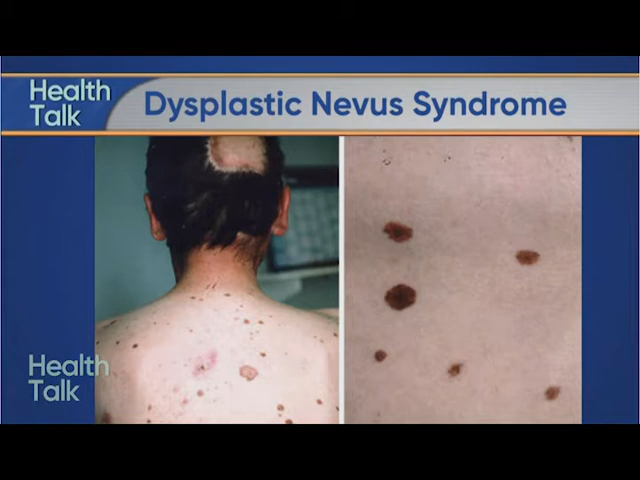 Health
Talk
Dysplastic Nevus Syndrome
Health
Talk